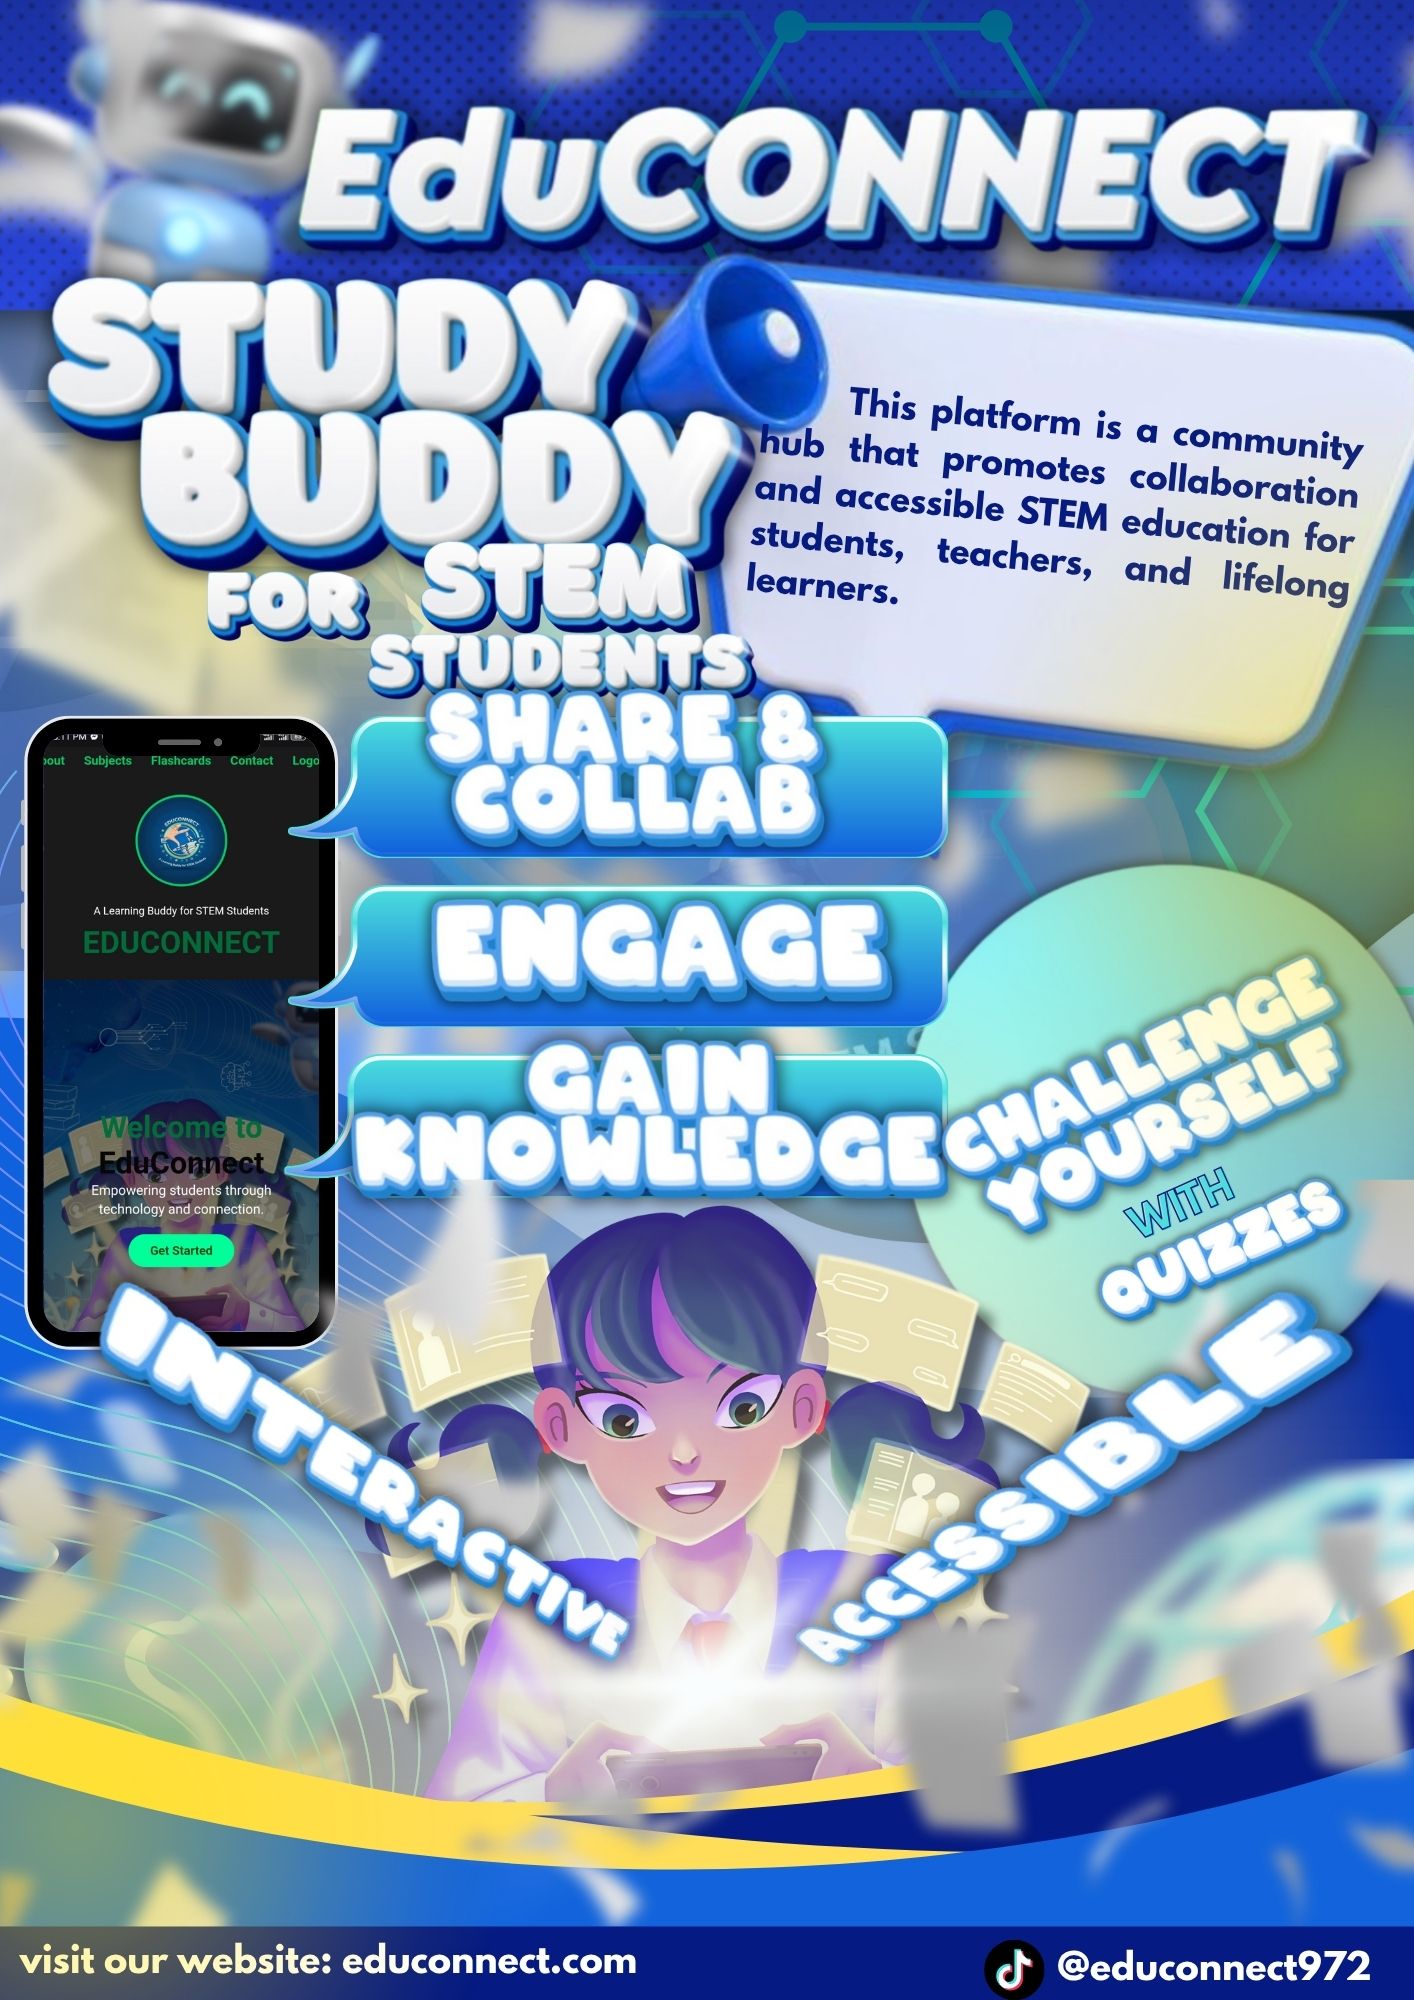 EduCONNECT
STUDY
BUDDY
FOR STEM
STUDENTS
This platform is a community
hub that promotes collaboration
and accessible STEM education for
students, teachers, and lifelong
learners.
SHARE &
COLLAB
ENGAGE
GAIN
KNOWLEDGE
CHALLENGE
YOURSELF
WITH
QUIZZES
Subjects Flashcards Contact
EDUCONNECT
A Learning Buddy for STEM Students
EDUCONNECT
Welcome to
EduConnect
Empowering students through
technology and connection.
Get Started
INTERACTIVE
ACCESSIBLE
visit our website: educonnect.com
@educonnect972